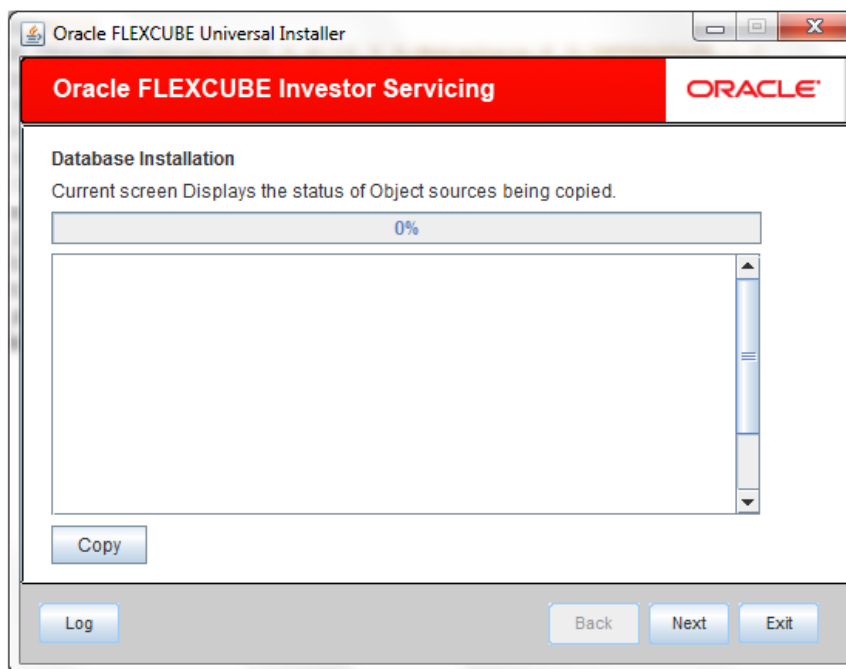 Oracle FLEXCUBE Universal Installer
Oracle FLEXCUBE Investor Servicing
ORACLE
Database Installation
Current screen Displays the status of Object sources being copied.
0%
Copy
Log
Back
Next
Exit